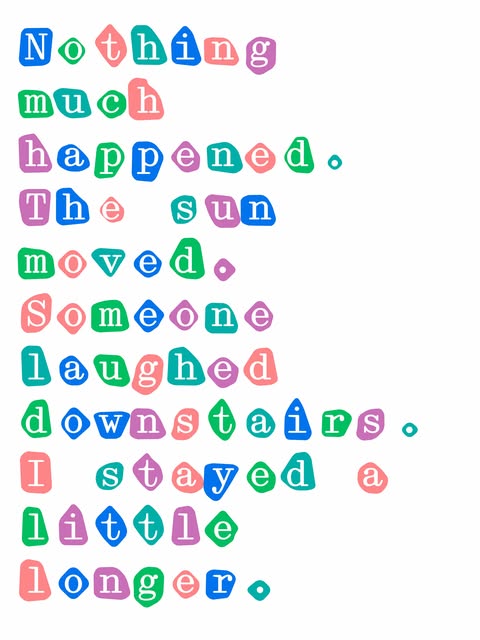 Nothing
much
happened.
The sun
moved.
Someone
laughed
downstairs.
I stayed a
little
longer.